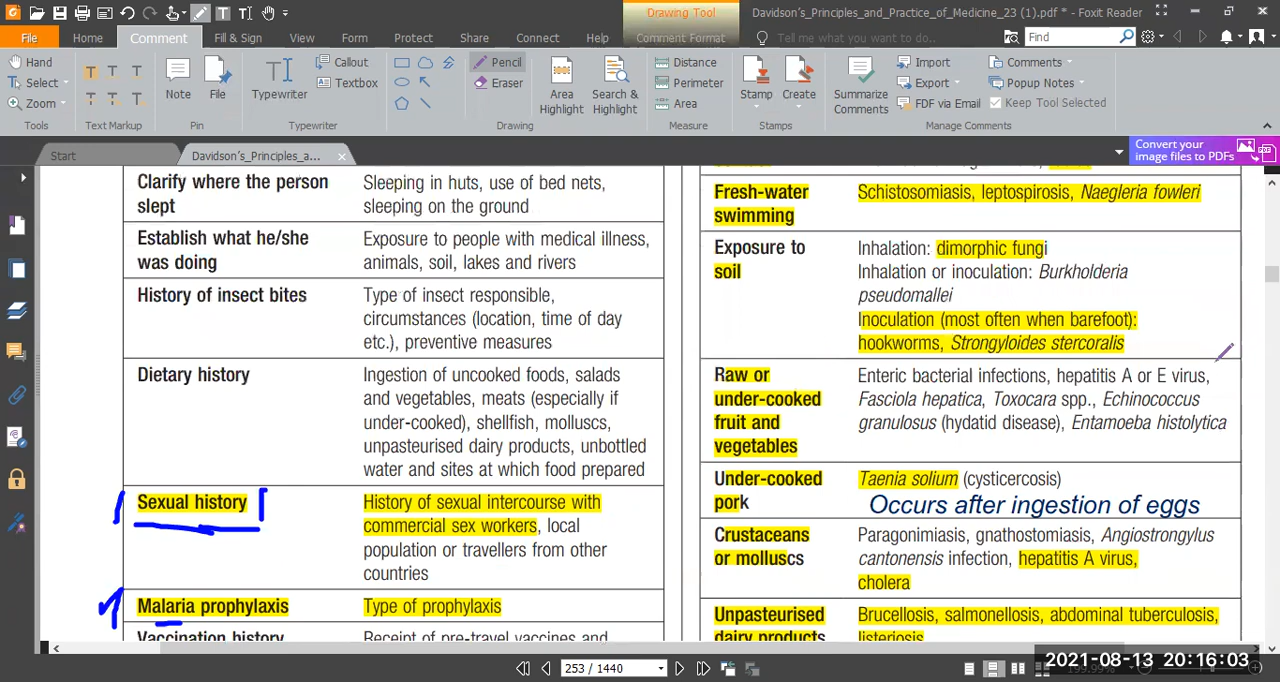 Drawing Tool
Davidson's_Principles_and_Practice_of_Medicine_23 (1).pdf * - Foxit Reader
File
Home
Comment
Fill & Sign
View
Form
Protect
Share
Connect
Help
Comment Format
Tell me what you want to do..
Find
Hand
Select
Zoom
Tools
Text Markup
Note
File
Pin
Typewriter
Callout
Textbox
Typewriter
Pencil
Eraser
Drawing
Area
Highlight
Search &
Highlight
Distance
Perimeter
Area
Measure
Stamp
Create
Stamps
Summarize
Comments
Import
Export
FDF via Email
Comments
Popup Notes
Keep Tool Selected
Manage Comments
Start
Davidson's_Principles_a...
Convert your
image files to PDFs
Clarify where the person
slept
Sleeping in huts, use of bed nets,
sleeping on the ground
Establish what he/she
was doing
Exposure to people with medical illness,
animals, soil, lakes and rivers
History of insect bites
Type of insect responsible,
circumstances (location, time of day
etc.), preventive measures
Dietary history
Ingestion of uncooked foods, salads
and vegetables, meats (especially if
under-cooked), shellfish, molluscs,
unpasteurised dairy products, unbottled
water and sites at which food prepared
Sexual history
History of sexual intercourse with
commercial sex workers, local
population or travellers from other
countries
Malaria prophylaxis
Type of prophylaxis
Vaccination history
Receipt of pre-travel vaccines and
Fresh-water
swimming
Schistosomiasis, leptospirosis, Naegleria fowleri
Exposure to
soil
Inhalation: dimorphic fungi
Inhalation or inoculation: Burkholderia
pseudomallei
Inoculation (most often when barefoot):
hookworms, Strongyloides stercoralis
Raw or
under-cooked
fruit and
vegetables
Enteric bacterial infections, hepatitis A or E virus,
Fasciola hepatica, Toxocara spp., Echinococcus
granulosus (hydatid disease), Entamoeba histolytica
Under-cooked
pork
Taenia solium (cysticercosis)
Occurs after ingestion of eggs
Crustaceans
or molluscs
Paragonimiasis, gnathostomiasis, Angiostrongylus
cantonensis infection, hepatitis A virus,
cholera
Unpasteurised
dairy products
Brucellosis, salmonellosis, abdominal tuberculosis,
listeriosis
253 / 1440
2021-08-13 20:16:03